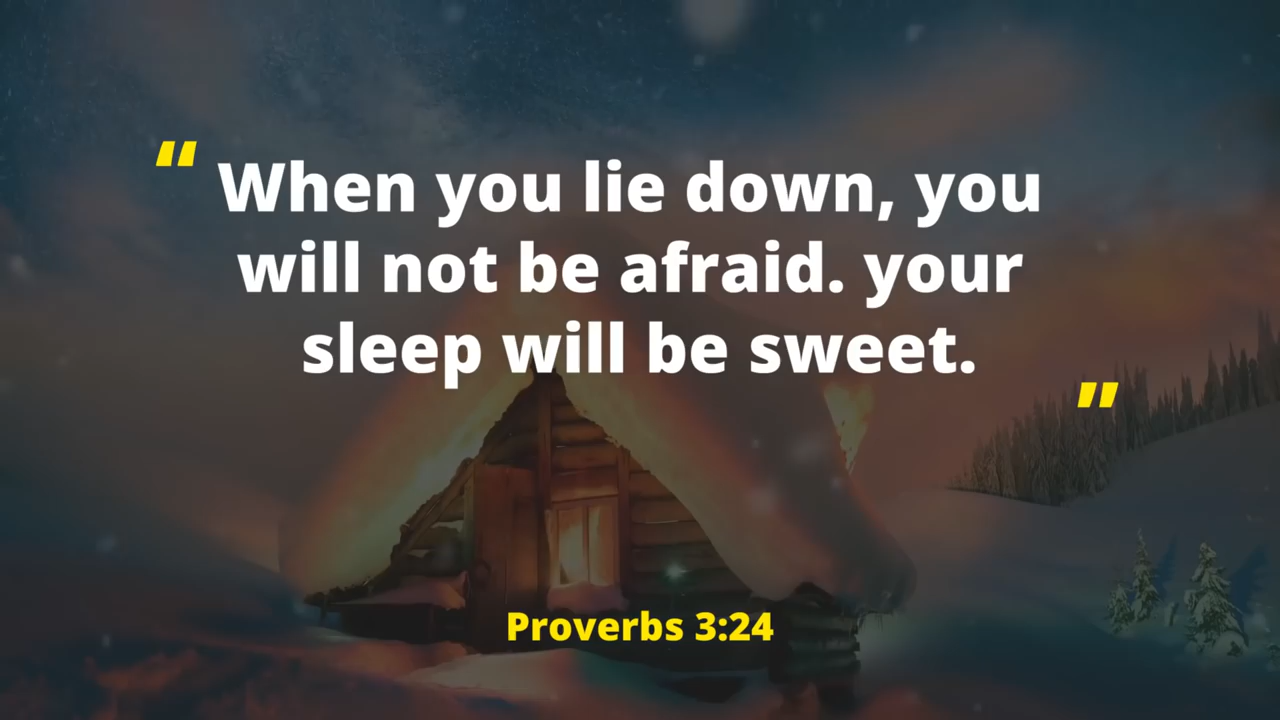 “ When you lie down, you
will not be afraid. your
sleep will be sweet. ”
Proverbs 3:24